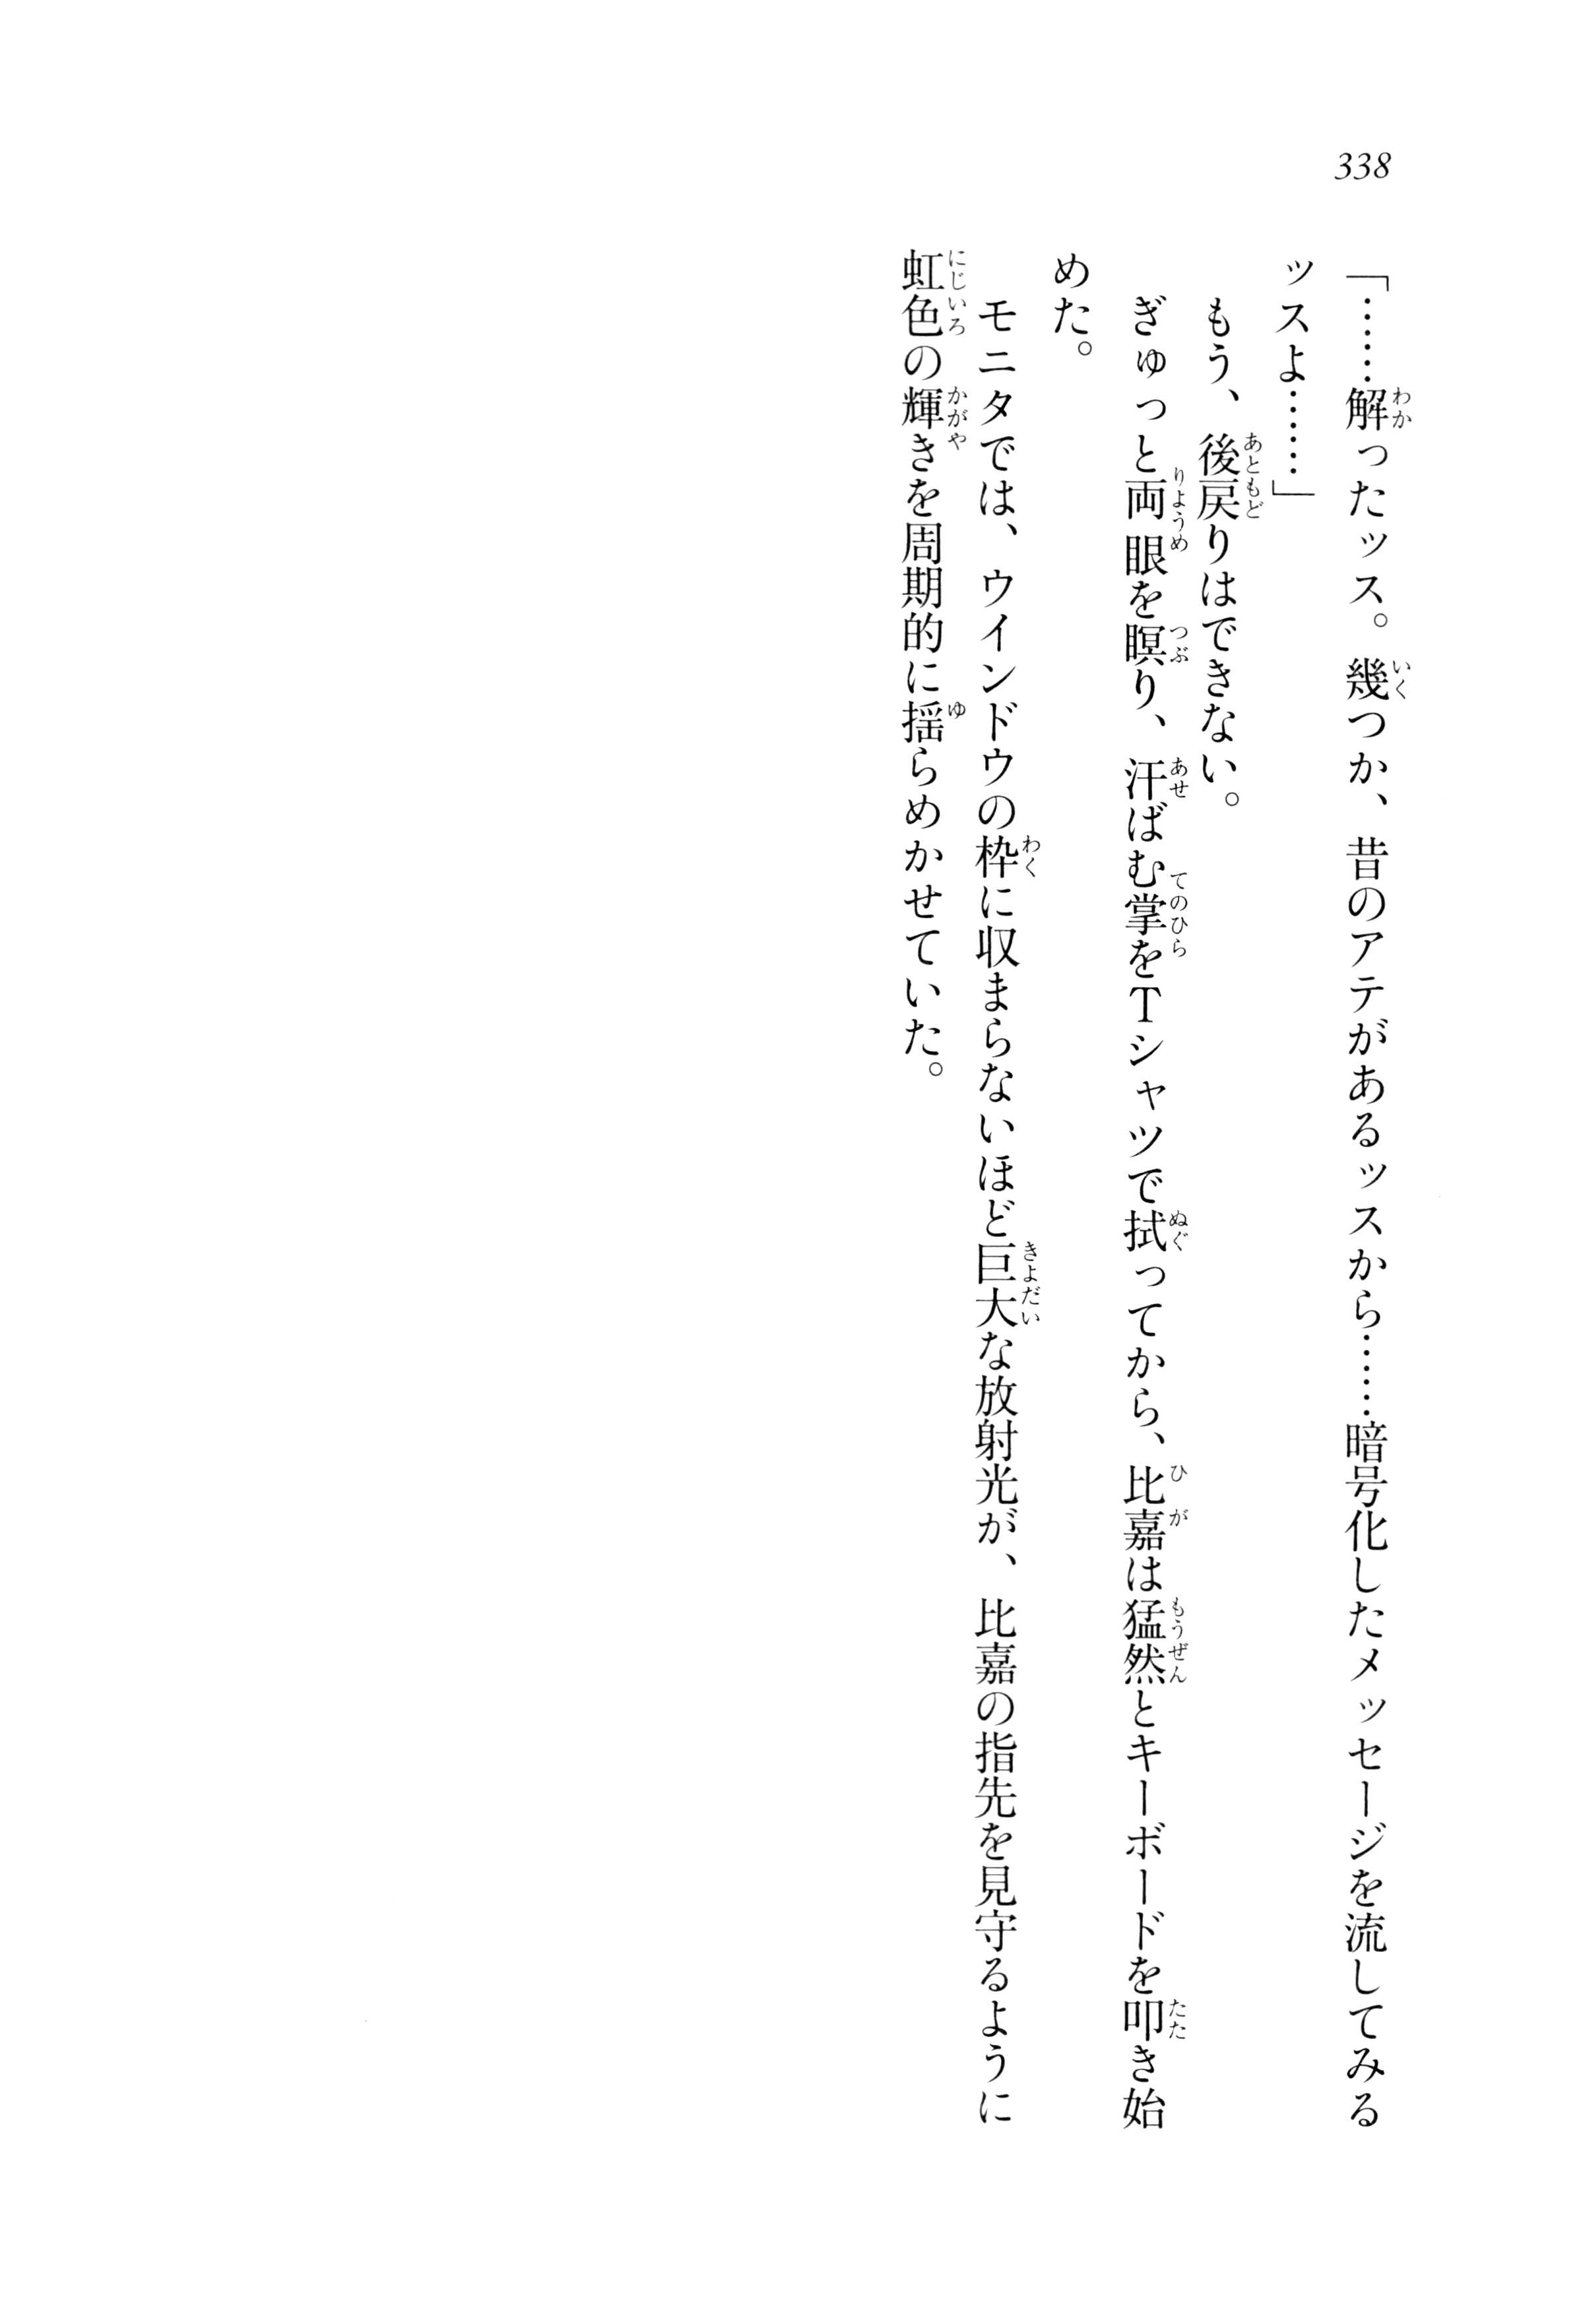 338
「……解ったッス。幾つか、昔のアテがあるッスから……暗号化したメッセージを流してみる
ッスよ……」
もう、後戻りはできない。
ぎゅっと両眼を瞑り、汗ばむ掌をTシャツで拭ってから、比嘉は猛然とキーボードを叩き始
めた。
モニタでは、ウインドウの枠に収まらないほど巨大な放射光が、比嘉の指先を見守るように
虹色の輝きを周期的に揺らめかせていた。